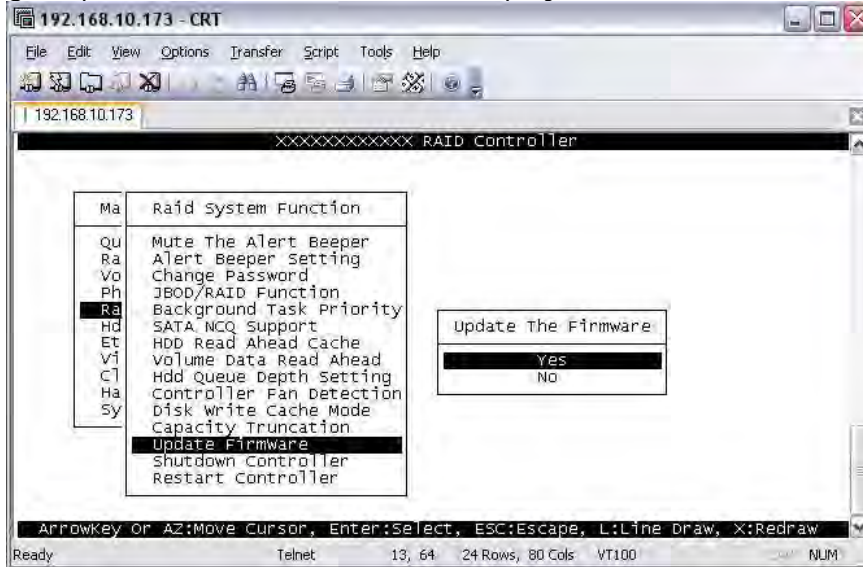 192.168.10.173 - CRT
File Edit View Options Transfer Script Tools Help
192.168.10.173
XXXXXXXXXXXX RAID Controller
Ma
Qu
Ra
Vo
Ph
Ra
Hd
Et
Vi
Cl
Ha
Sy
Raid System Function
Mute The Alert Beeper
Alert Beeper Setting
Change Password
JBOD/RAID Function
Background Task Priority
SATA NCQ Support
HDD Read Ahead Cache
Volume Data Read Ahead
Hdd Queue Depth Setting
Controller Fan Detection
Disk Write Cache Mode
Capacity Truncation
Update Firmware
Shutdown Controller
Restart Controller
Update The Firmware
Yes
No
ArrowKey Or AZ:Move Cursor, Enter:Select, ESC:Escape, L:Line Draw, X:Redraw
Ready Telnet 13, 64 24 Rows, 80 Cols VT100 NUM